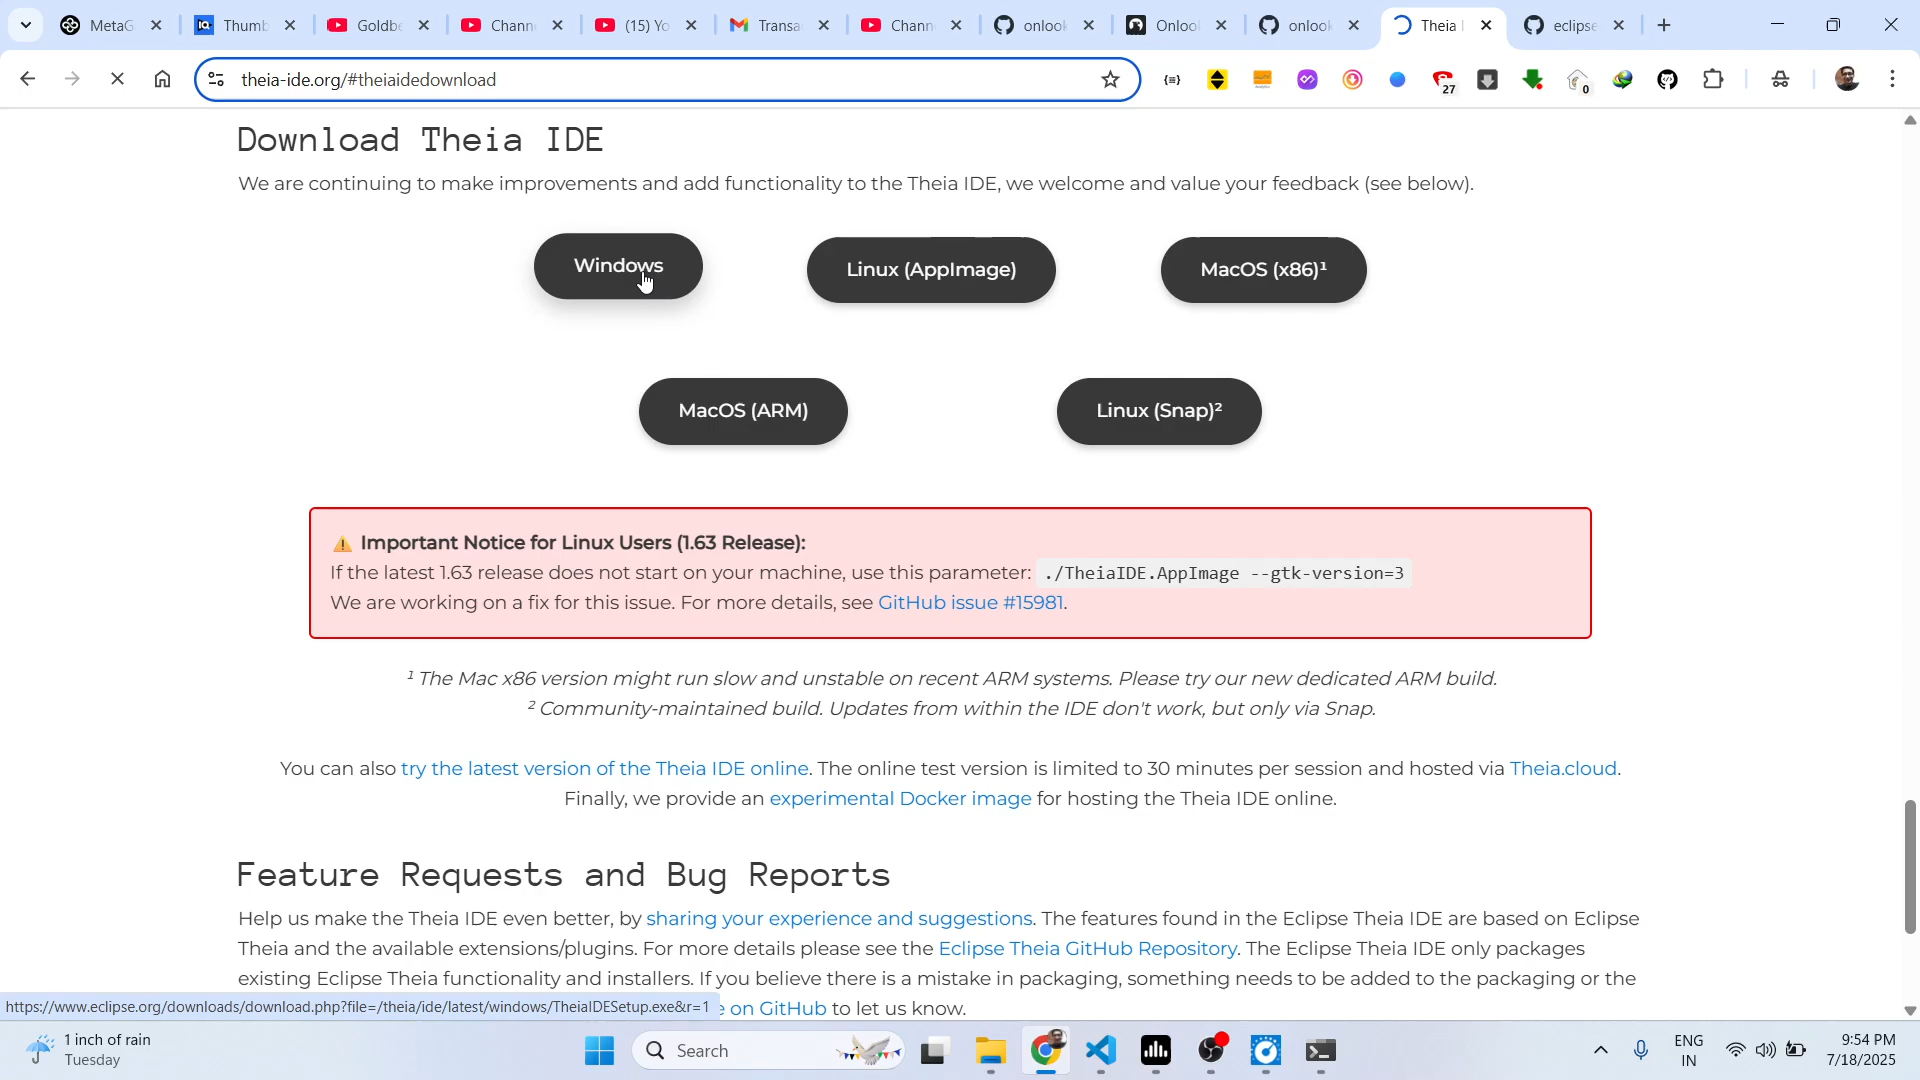 MetaG
Thumb
Goldbe
Chann
(15) Yo
Transa
Chann
onlook
Onlool
onlook
Theia I
eclipse
theia-ide.org/#theiaidedownload
27
0
Download Theia IDE
We are continuing to make improvements and add functionality to the Theia IDE, we welcome and value your feedback (see below).
Windows
Linux (AppImage)
MacOS (x86)¹
MacOS (ARM)
Linux (Snap)²
⚠ Important Notice for Linux Users (1.63 Release):
If the latest 1.63 release does not start on your machine, use this parameter: ./TheiaIDE.AppImage --gtk-version=3
We are working on a fix for this issue. For more details, see GitHub issue #15981.
¹ The Mac x86 version might run slow and unstable on recent ARM systems. Please try our new dedicated ARM build.
² Community-maintained build. Updates from within the IDE don't work, but only via Snap.
You can also try the latest version of the Theia IDE online. The online test version is limited to 30 minutes per session and hosted via Theia.cloud.
Finally, we provide an experimental Docker image for hosting the Theia IDE online.
Feature Requests and Bug Reports
Help us make the Theia IDE even better, by sharing your experience and suggestions. The features found in the Eclipse Theia IDE are based on Eclipse
Theia and the available extensions/plugins. For more details please see the Eclipse Theia GitHub Repository. The Eclipse Theia IDE only packages
existing Eclipse Theia functionality and installers. If you believe there is a mistake in packaging, something needs to be added to the packaging or the
e on GitHub to let us know.
https://www.eclipse.org/downloads/download.php?file=/theia/ide/latest/windows/TheiaIDESetup.exe&r=1
1 inch of rain
Tuesday
Search
ENG
IN
9:54 PM
7/18/2025